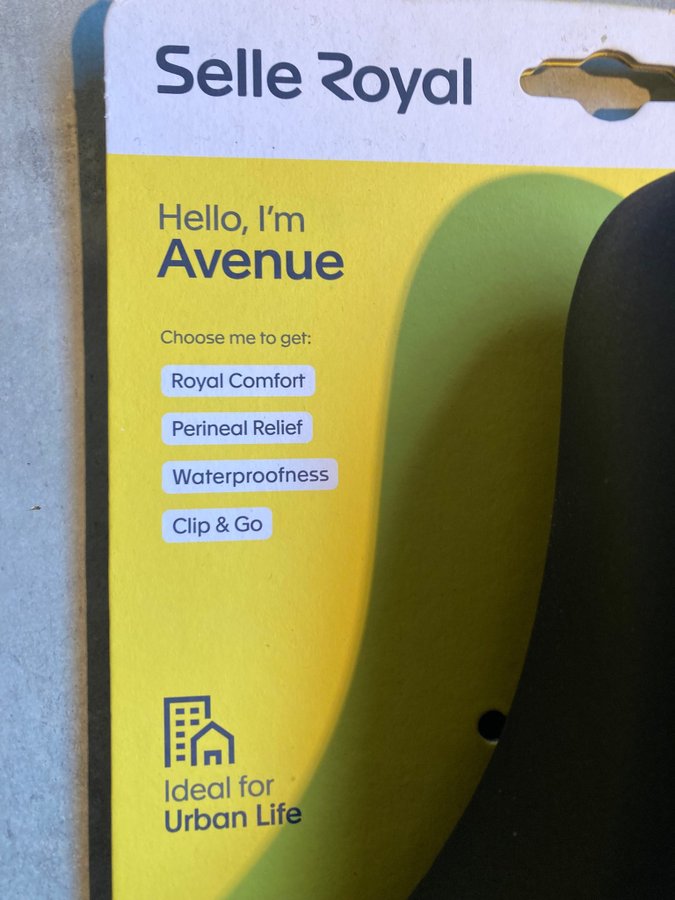 Selle Royal
Hello, I'm
Avenue
Choose me to get:
Royal Comfort
Perineal Relief
Waterproofness
Clip & Go
Ideal for
Urban Life